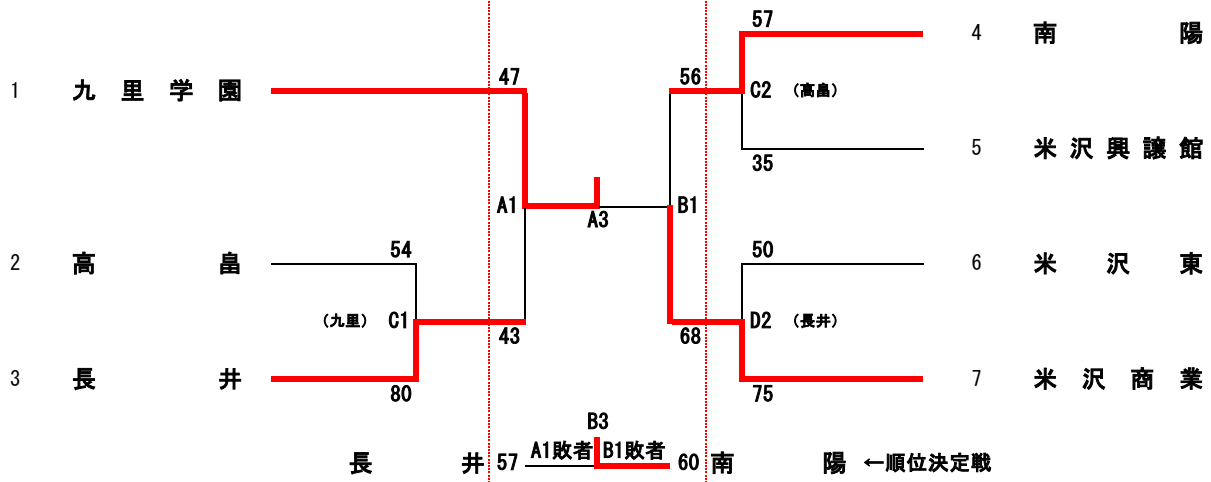 57
4 南陽
47
56
1 九里学園
C2 （高畠）
5 米沢興譲館
35
A1
B1
A3
54
50
2 高畠
6 米沢東
（九里） C1
D2 （長井）
43
68
3 長井
7 米沢商業
80
75
B3
A1敗者 B1敗者
長井 57 60 南陽 ←順位決定戦